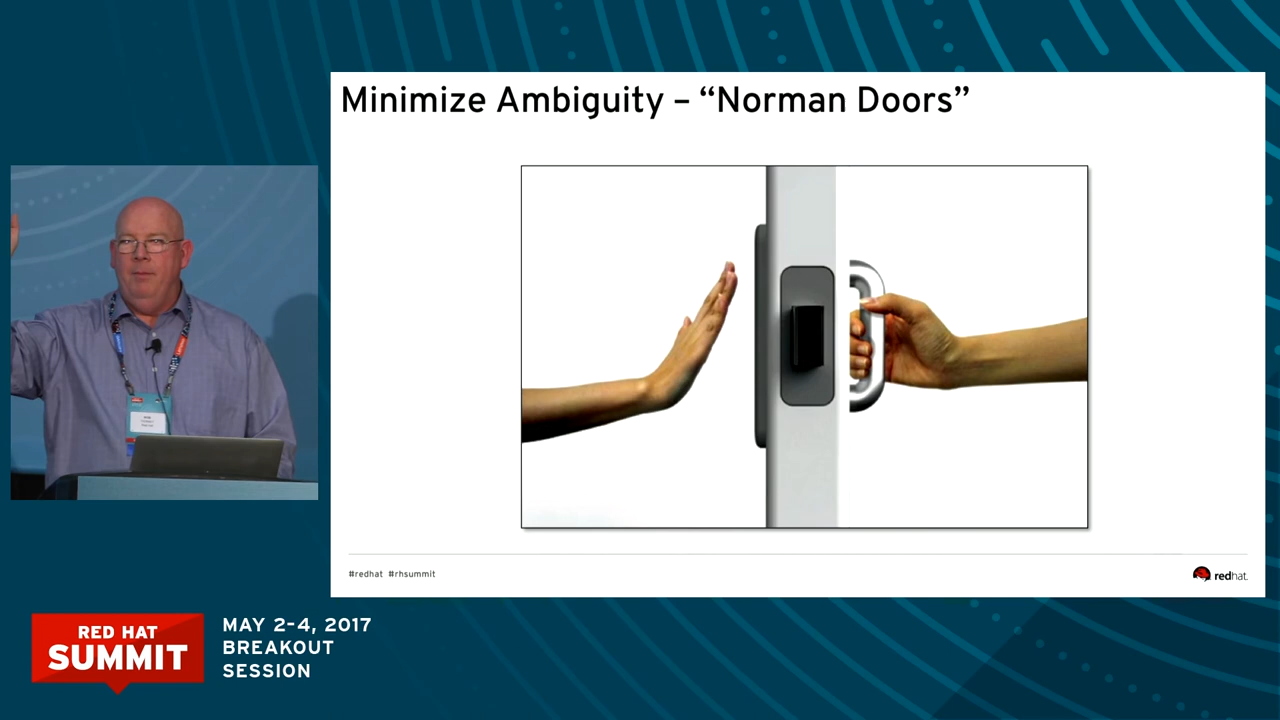 Minimize Ambiguity – “Norman Doors”
#redhat #rhsummit
redhat.
RED HAT
SUMMIT
MAY 2–4, 2017
BREAKOUT
SESSION